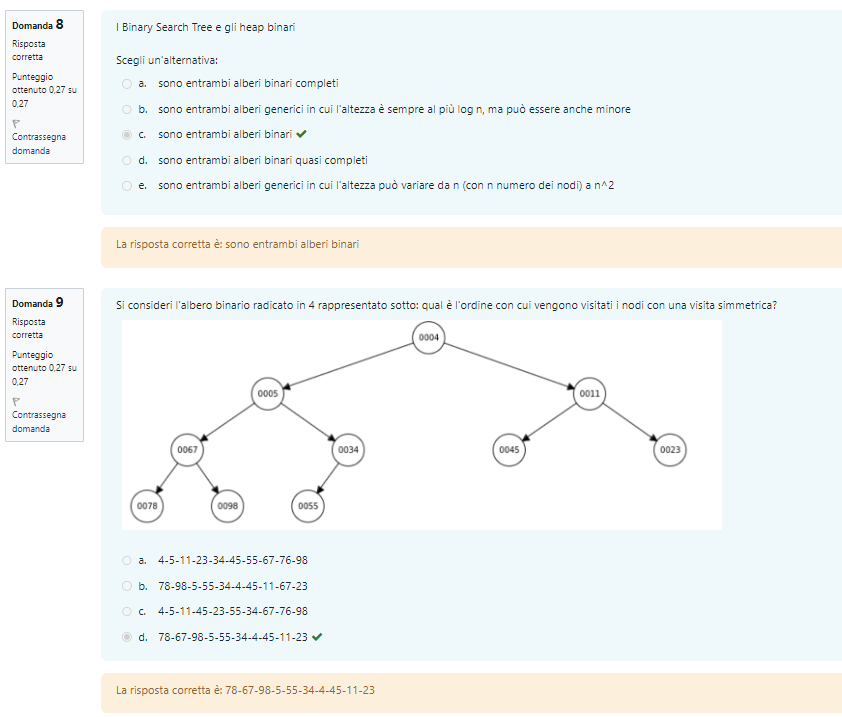 Domanda 8
Risposta
corretta
Punteggio
ottenuto 0,27 su
0,27
Contrassegna
domanda
I Binary Search Tree e gli heap binari
Scegli un'alternativa:
a. sono entrambi alberi binari completi
b. sono entrambi alberi generici in cui l'altezza è sempre al più log n, ma può essere anche minore
c. sono entrambi alberi binari
d. sono entrambi alberi binari quasi completi
e. sono entrambi alberi generici in cui l'altezza può variare da n (con n numero dei nodi) a n^2
La risposta corretta è: sono entrambi alberi binari
Domanda 9
Risposta
corretta
Punteggio
ottenuto 0,27 su
0,27
Contrassegna
domanda
Si consideri l'albero binario radicato in 4 rappresentato sotto: qual è l'ordine con cui vengono visitati i nodi con una visita simmetrica?
0004
0005 0011
0067 0034 0045 0023
0078 0098 0055
a. 4-5-11-23-34-45-55-67-76-98
b. 78-98-5-55-34-4-45-11-67-23
c. 4-5-11-45-23-55-34-67-76-98
d. 78-67-98-5-55-34-4-45-11-23
La risposta corretta è: 78-67-98-5-55-34-4-45-11-23